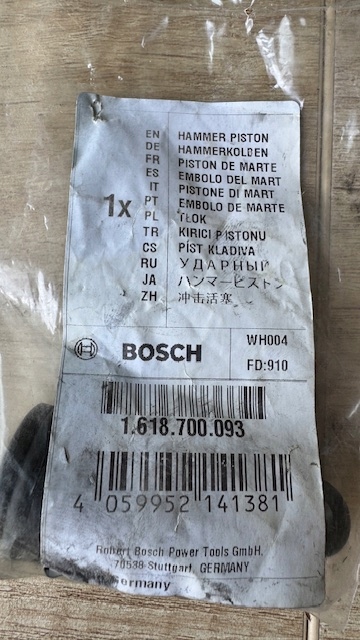 1x
EN HAMMER PISTON
DE HAMMERKOLBEN
FR PISTON DE MARTE
ES EMBOLO DEL MART
IT PISTONE DI MART
PT EMBOLO DE MARTE
PL TŁOK
TR KIRICI PISTONU
CS PÍST KLADIVA
RU УДАРНЫЙ
JA ハンマーピストン
ZH 冲击活塞
BOSCH
WH004
FD:910
1.618.700.093
4 059952 141381
Robert Bosch Power Tools GmbH,
70538 Stuttgart, GERMANY
Germany